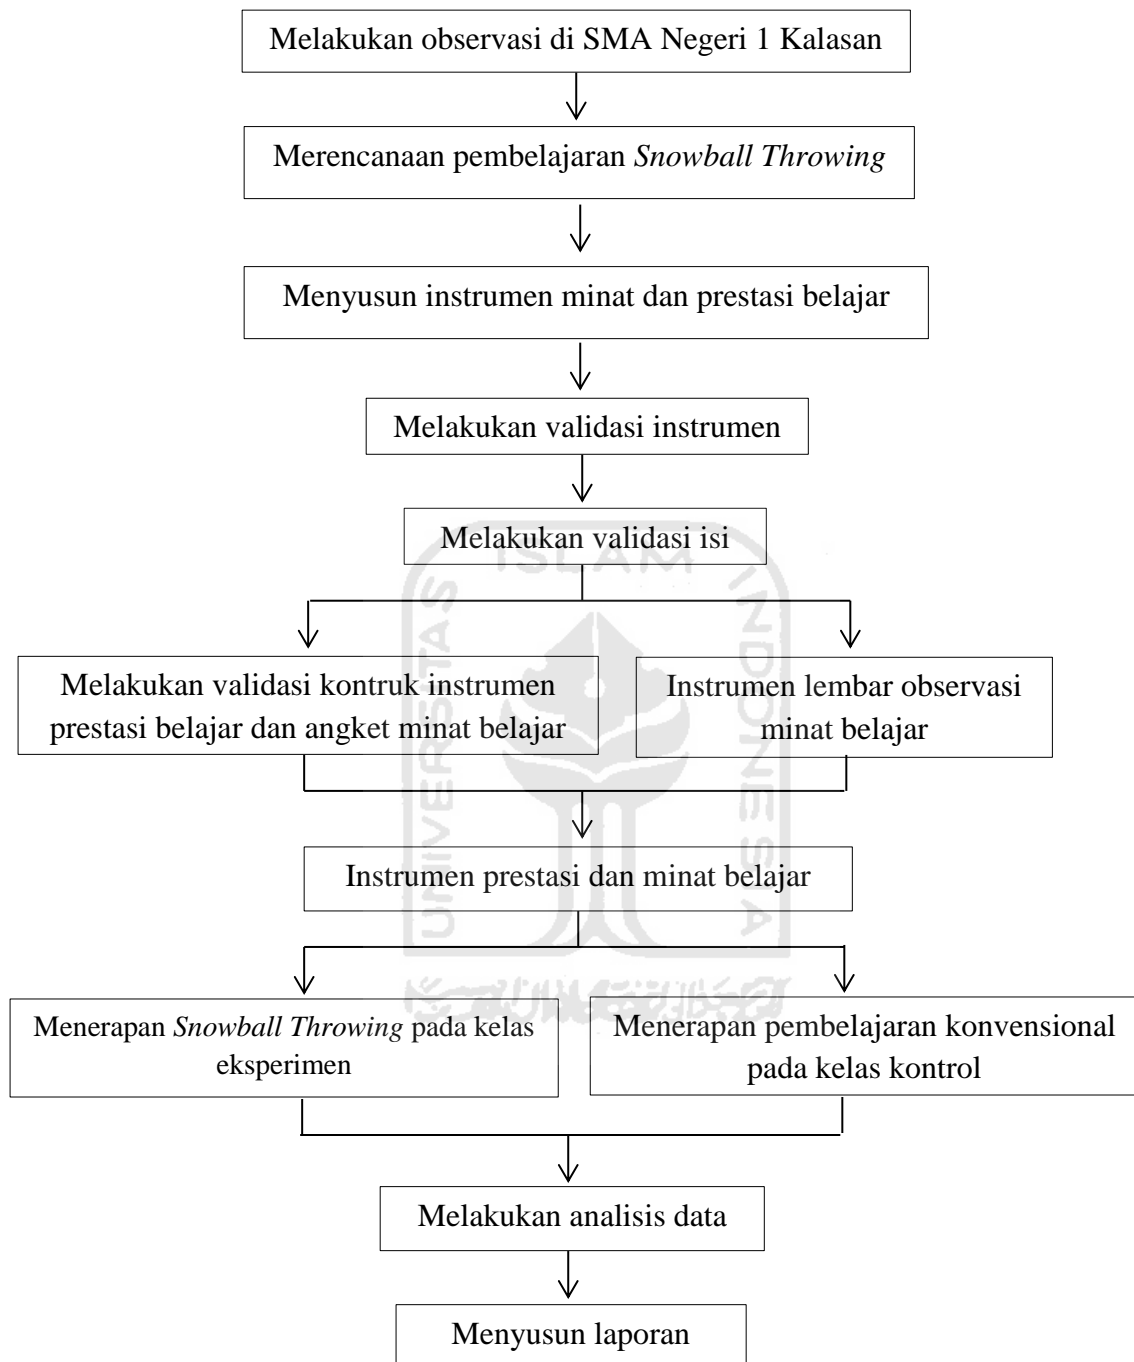 Melakukan observasi di SMA Negeri 1 Kalasan
Merencanaan pembelajaran Snowball Throwing
Menyusun instrumen minat dan prestasi belajar
Melakukan validasi instrumen
Melakukan validasi isi
Melakukan validasi kontruk instrumen
prestasi belajar dan angket minat belajar
Instrumen lembar observasi
minat belajar
Instrumen prestasi dan minat belajar
Menerapan Snowball Throwing pada kelas
eksperimen
Menerapan pembelajaran konvensional
pada kelas kontrol
Melakukan analisis data
Menyusun laporan
UNIVERSITAS
ISLAM
INDONESIA